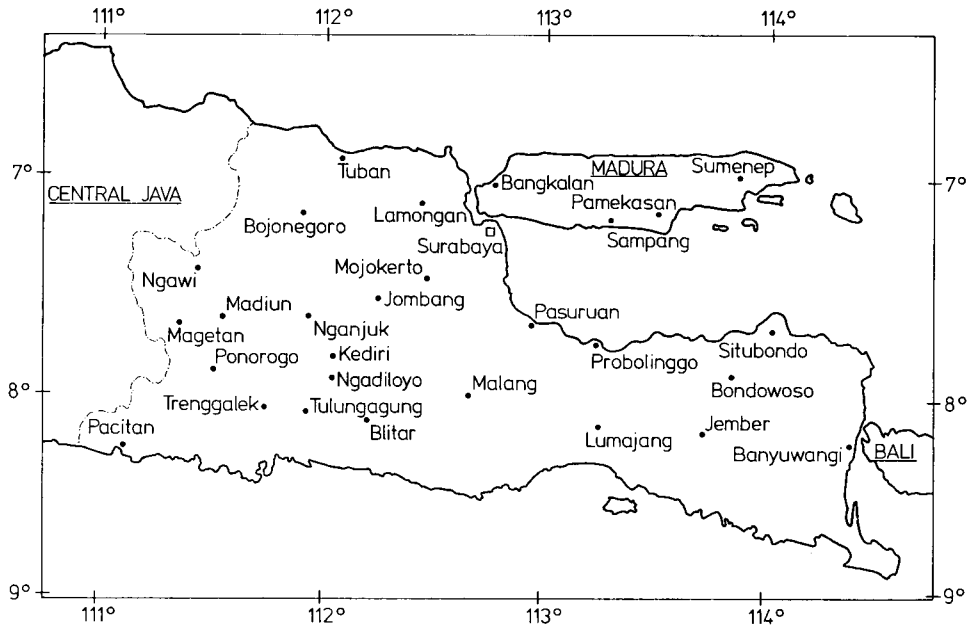 111°
112°
113°
114°
7°
7°
CENTRAL JAVA
MADURA
Tuban
Bangkalan
Sumenep
Bojonegoro
Lamongan
Pamekasan
Surabaya
Sampang
Ngawi
Mojokerto
Madiun
Jombang
Pasuruan
Magetan
Nganjuk
Ponorogo
Kediri
Probolinggo
Situbondo
8°
8°
Ngadiloyo
Malang
Bondowoso
Trenggalek
Tulungagung
Pacitan
Blitar
Lumajang
Jember
Banyuwangi
BALI
9°
9°
111°
112°
113°
114°